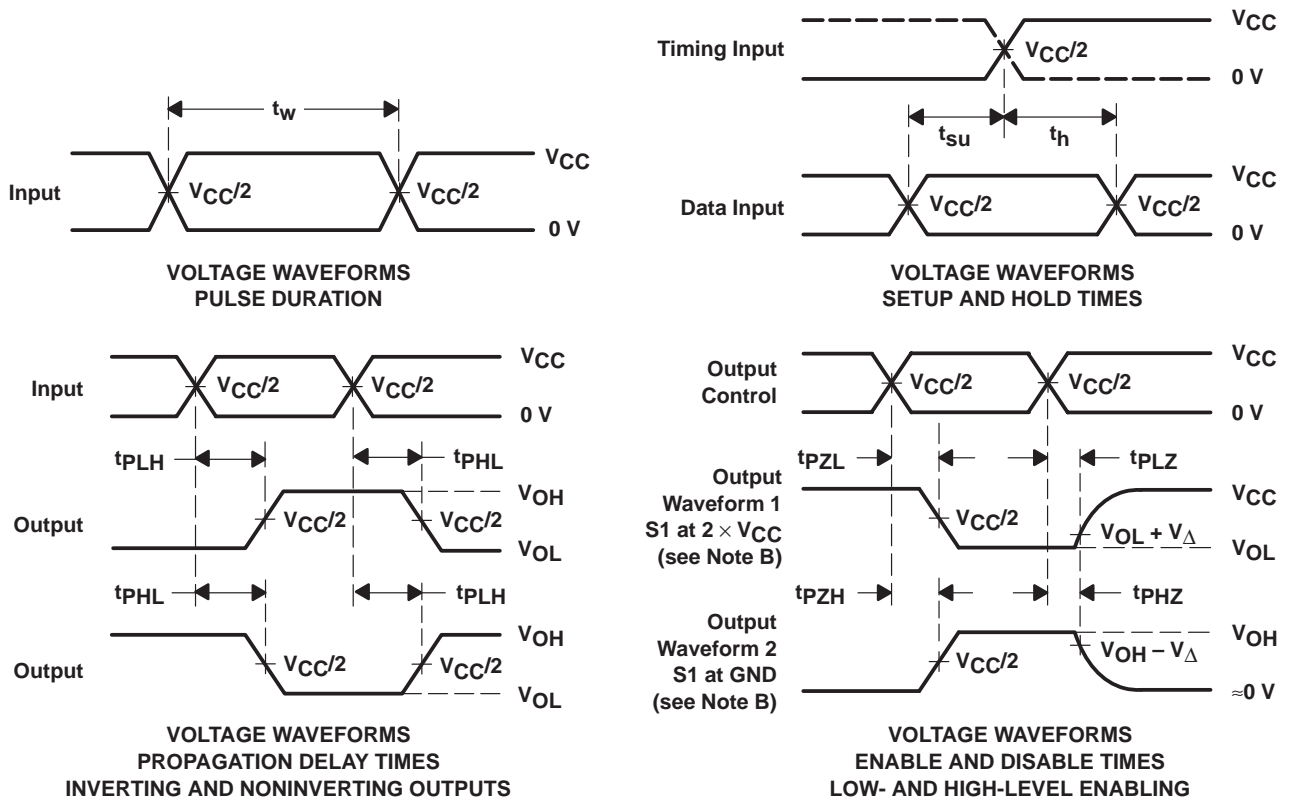 tw
Input
VCC/2
VCC/2
VCC
0 V
VOLTAGE WAVEFORMS
PULSE DURATION
Timing Input
VCC/2
VCC
0 V
tsu
th
Data Input
VCC/2
VCC/2
VCC
0 V
VOLTAGE WAVEFORMS
SETUP AND HOLD TIMES
Input
VCC/2
VCC/2
VCC
0 V
tPLH
tPHL
Output
VCC/2
VCC/2
VOH
VOL
tPHL
tPLH
Output
VCC/2
VCC/2
VOH
VOL
VOLTAGE WAVEFORMS
PROPAGATION DELAY TIMES
INVERTING AND NONINVERTING OUTPUTS
Output
Control
VCC/2
VCC/2
VCC
0 V
tPZL
tPLZ
Output
Waveform 1
S1 at 2 × VCC
(see Note B)
VCC/2
VOL + VΔ
VCC
VOL
tPZH
tPHZ
Output
Waveform 2
S1 at GND
(see Note B)
VCC/2
VOH – VΔ
VOH
≈0 V
VOLTAGE WAVEFORMS
ENABLE AND DISABLE TIMES
LOW- AND HIGH-LEVEL ENABLING